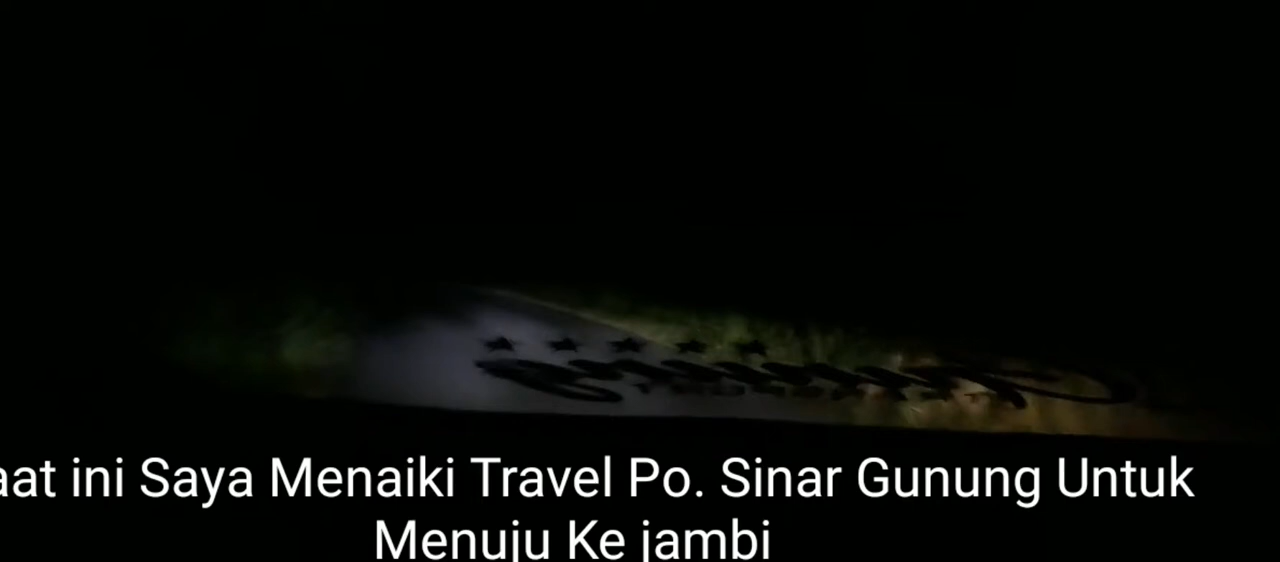 ★ ★ ★ ★ ★
aat ini Saya Menaiki Travel Po. Sinar Gunung Untuk
Menuju Ke jambi